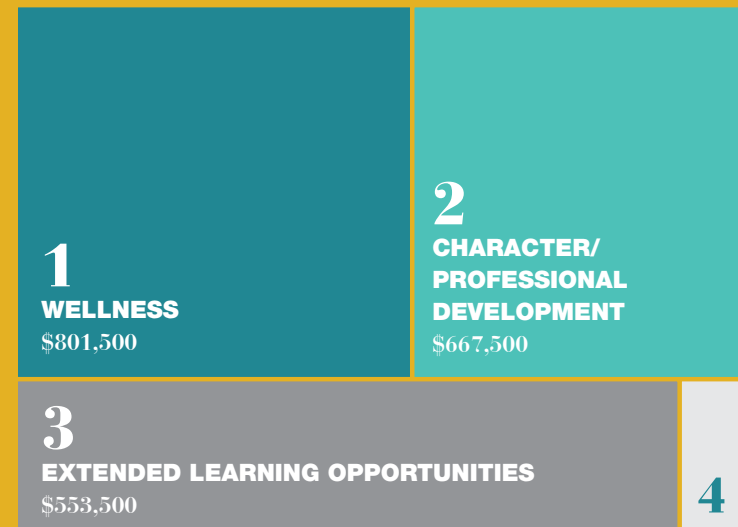 1
WELLNESS
$801,500
2
CHARACTER/
PROFESSIONAL
DEVELOPMENT
$667,500
3
EXTENDED LEARNING OPPORTUNITIES
$553,500
4